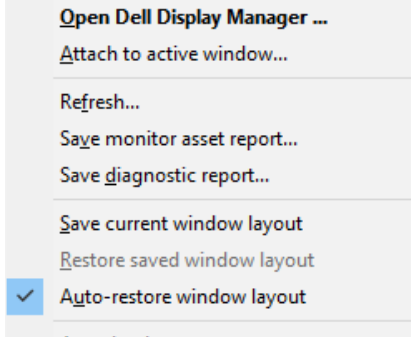 Open Dell Display Manager ...
Attach to active window...
Refresh...
Save monitor asset report...
Save diagnostic report...
Save current window layout
Restore saved window layout
Auto-restore window layout